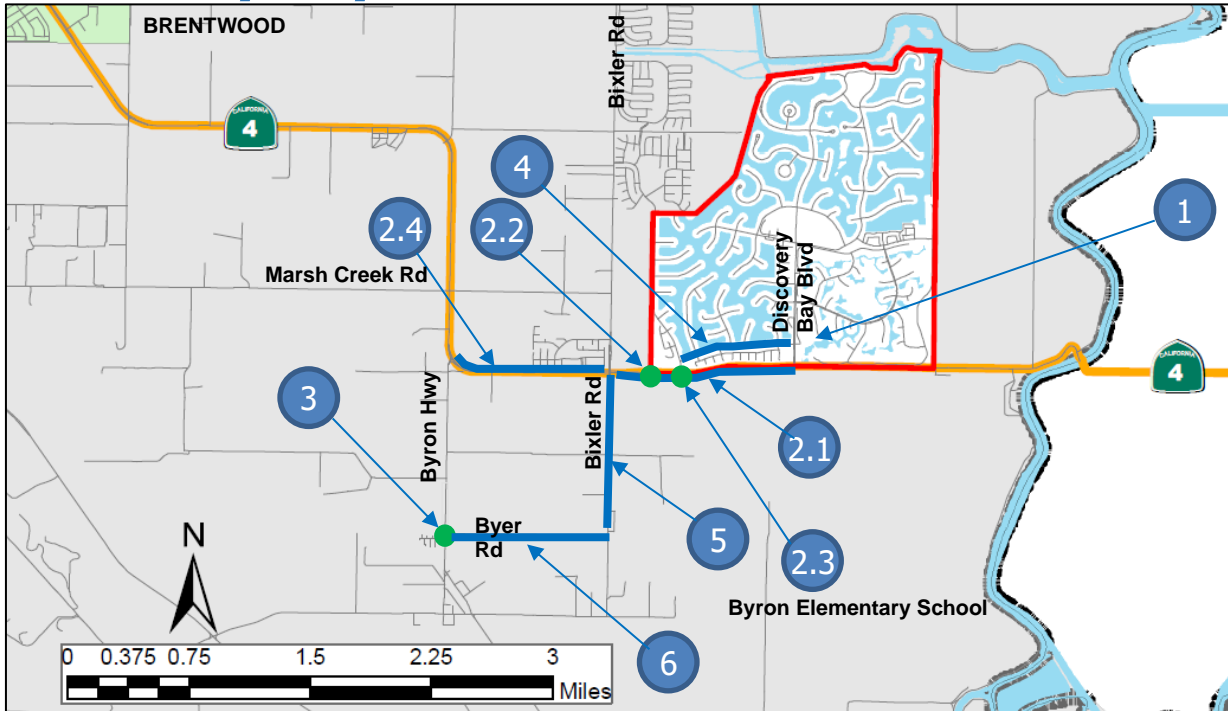 BRENTWOOD
Bixler Rd
CALIFORNIA
4
4
1
2.4
2.2
Marsh Creek Rd
Discovery
Bay Blvd
CALIFORNIA
4
3
Byron Hwy
Bixler Rd
2.1
N
Byer
Rd
5
2.3
Byron Elementary School
6
0 0.375 0.75 1.5 2.25 3
Miles